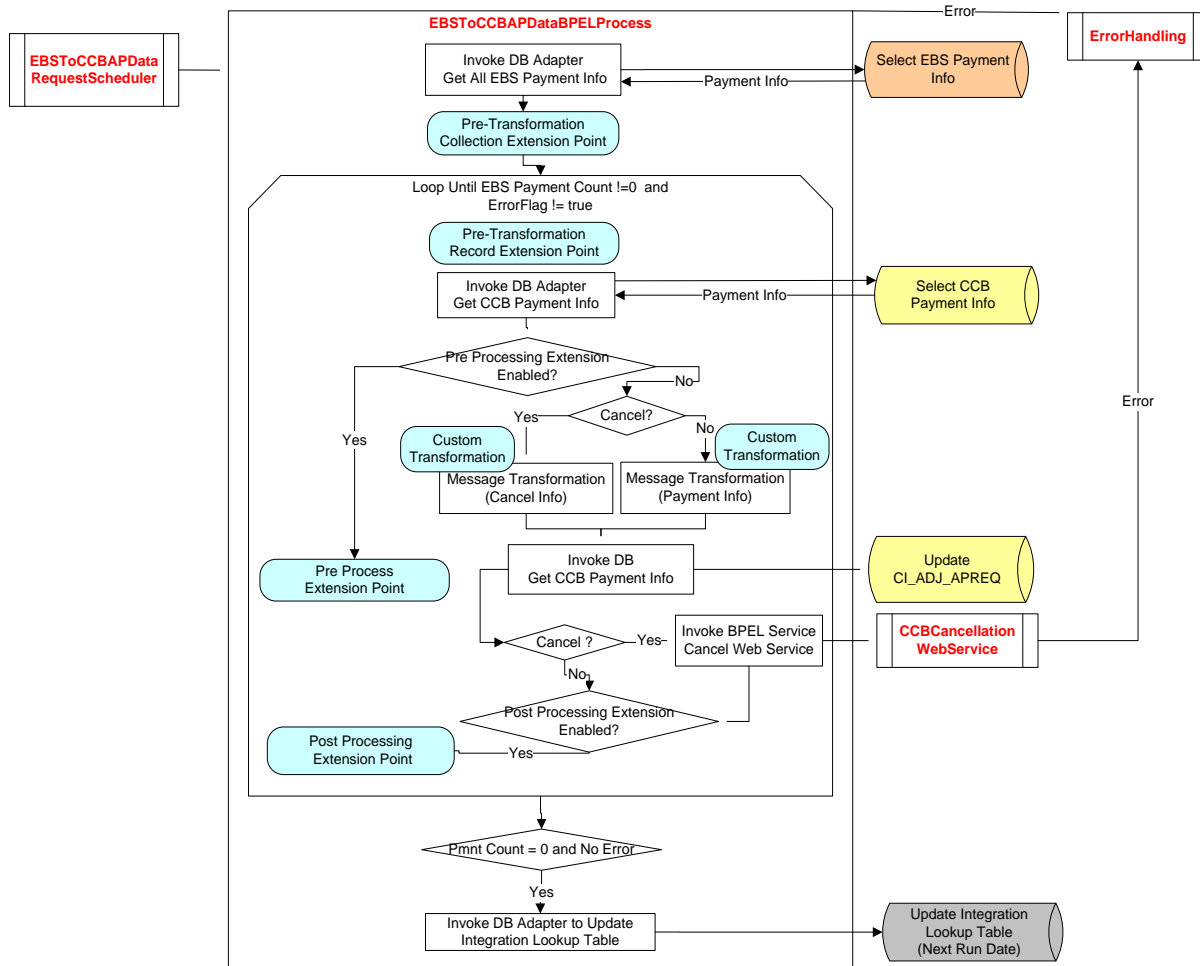 Error
EBSToCCBAPDataBPELProcess
EBSToCCBAPData
RequestScheduler
ErrorHandling
Invoke DB Adapter
Get All EBS Payment Info
Payment Info
Select EBS Payment
Info
Pre-Transformation
Collection Extension Point
Loop Until EBS Payment Count !=0 and
ErrorFlag != true
Pre-Transformation
Record Extension Point
Invoke DB Adapter
Get CCB Payment Info
Payment Info
Select CCB
Payment Info
Pre Processing Extension
Enabled?
No
Error
Yes
Cancel?
No
Yes
Custom
Transformation
Custom
Transformation
Message Transformation
(Cancel Info)
Message Transformation
(Payment Info)
Pre Process
Extension Point
Invoke DB
Get CCB Payment Info
Update
CI_ADJ_APREQ
Cancel ?
Yes
Invoke BPEL Service
Cancel Web Service
CCBCancellation
WebService
No
Post Processing Extension
Enabled?
Post Processing
Extension Point
Yes
Pmnt Count = 0 and No Error
Yes
Invoke DB Adapter to Update
Integration Lookup Table
Update Integration
Lookup Table
(Next Run Date)